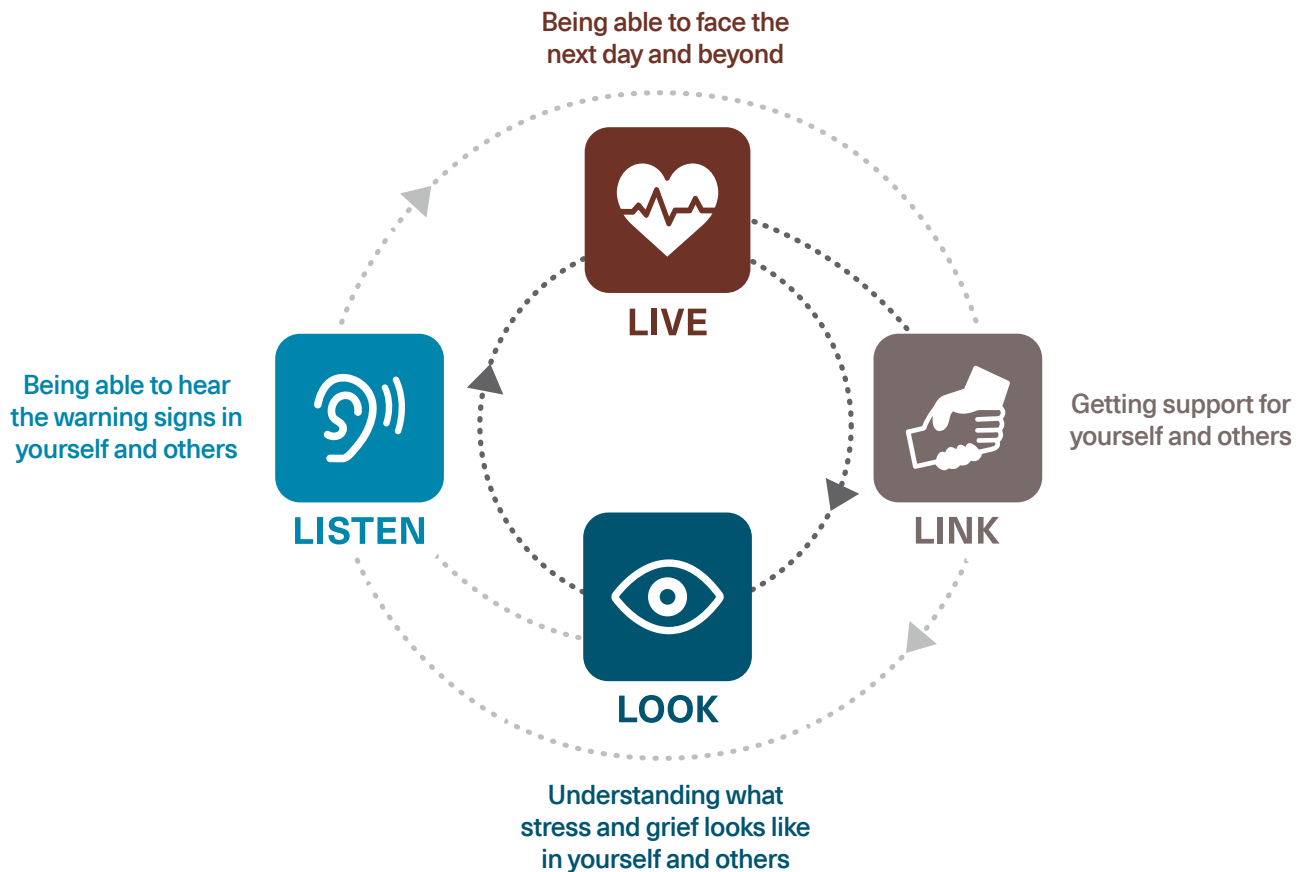 Being able to face the
next day and beyond
LIVE
Being able to hear
the warning signs in
yourself and others
LISTEN
Getting support for
yourself and others
LINK
LOOK
Understanding what
stress and grief looks like
in yourself and others